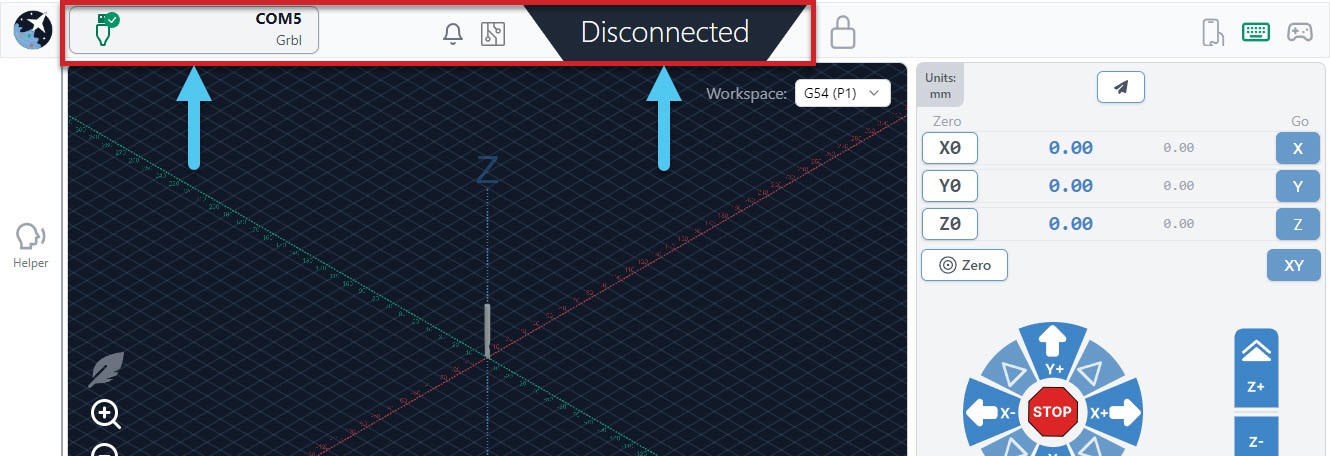 COM5
Grbl
Disconnected
Workspace: G54 (P1)
Units:
mm
Zero Go
X0 0.00 0.00 X
Y0 0.00 0.00 Y
Z0 0.00 0.00 Z
Zero XY
Helper
Z
Y+
X- STOP X+
Z+
Z-